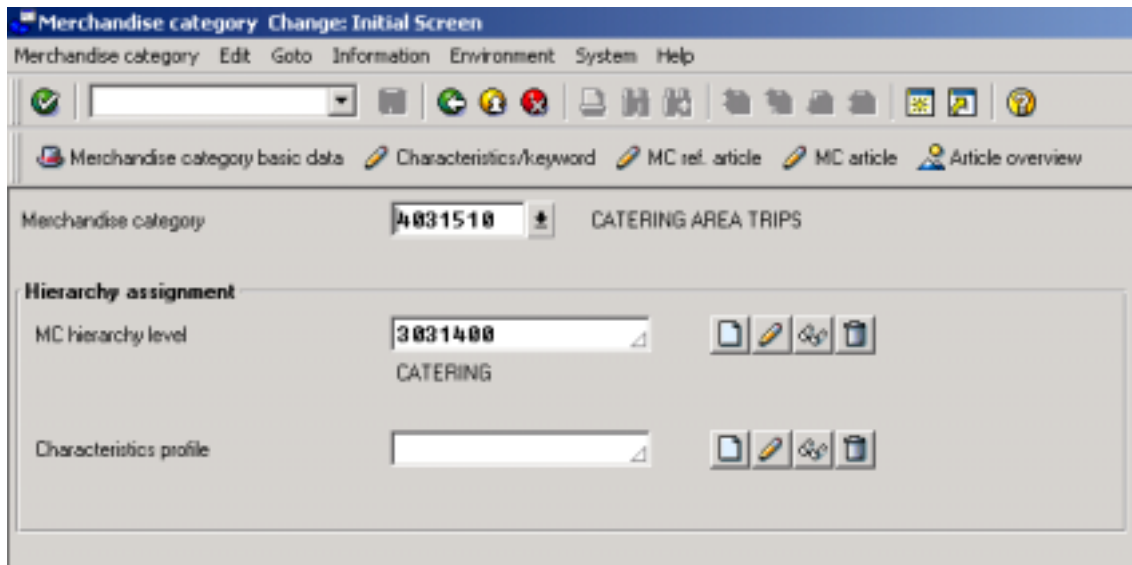 Merchandise category Change: Initial Screen
Merchandise category Edit Goto Information Environment System Help
Merchandise category basic data Characteristics/keyword MC ref. article MC article Article overview
Merchandise category 4031510 CATERING AREA TRIPS
Hierarchy assignment
MC hierarchy level 3031400
CATERING
Characteristics profile